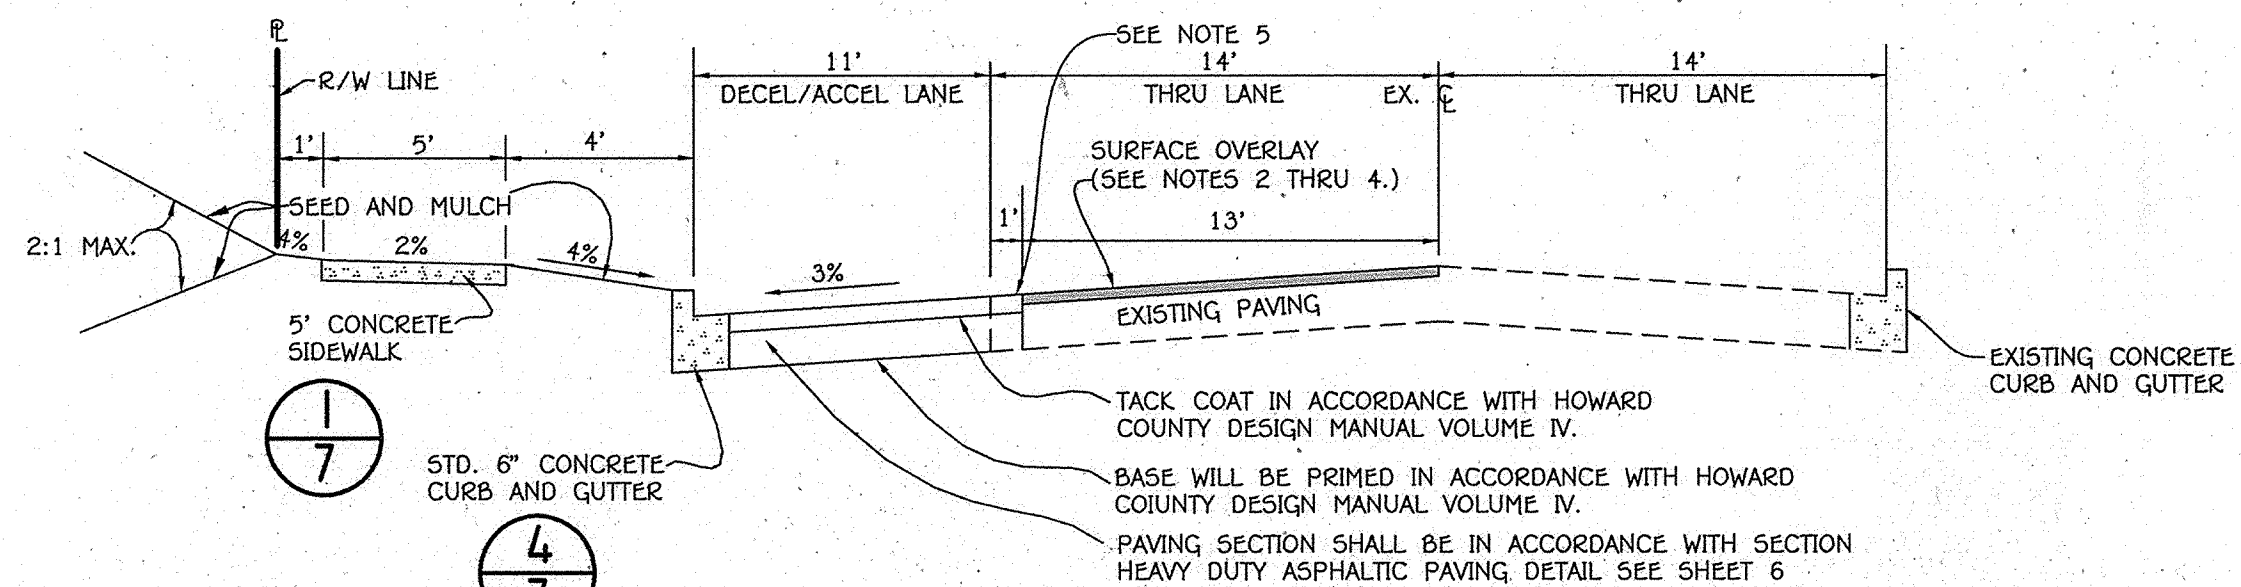 PL
SEE NOTE 5
R/W LINE
11'
14'
14'
DECEL/ACCEL LANE
THRU LANE
EX. CL
THRU LANE
1'
5'
4'
SURFACE OVERLAY
(SEE NOTES 2 THRU 4.)
SEED AND MULCH
1'
13'
2:1 MAX.
4%
2%
4%
3%
EXISTING PAVING
5' CONCRETE
SIDEWALK
EXISTING CONCRETE
CURB AND GUTTER
1
7
TACK COAT IN ACCORDANCE WITH HOWARD
COUNTY DESIGN MANUAL VOLUME IV.
STD. 6" CONCRETE
CURB AND GUTTER
BASE WILL BE PRIMED IN ACCORDANCE WITH HOWARD
COIUNTY DESIGN MANUAL VOLUME IV.
4
PAVING SECTION SHALL BE IN ACCORDANCE WITH SECTION
HEAVY DUTY ASPHALTIC PAVING DETAIL SEE SHEET 6